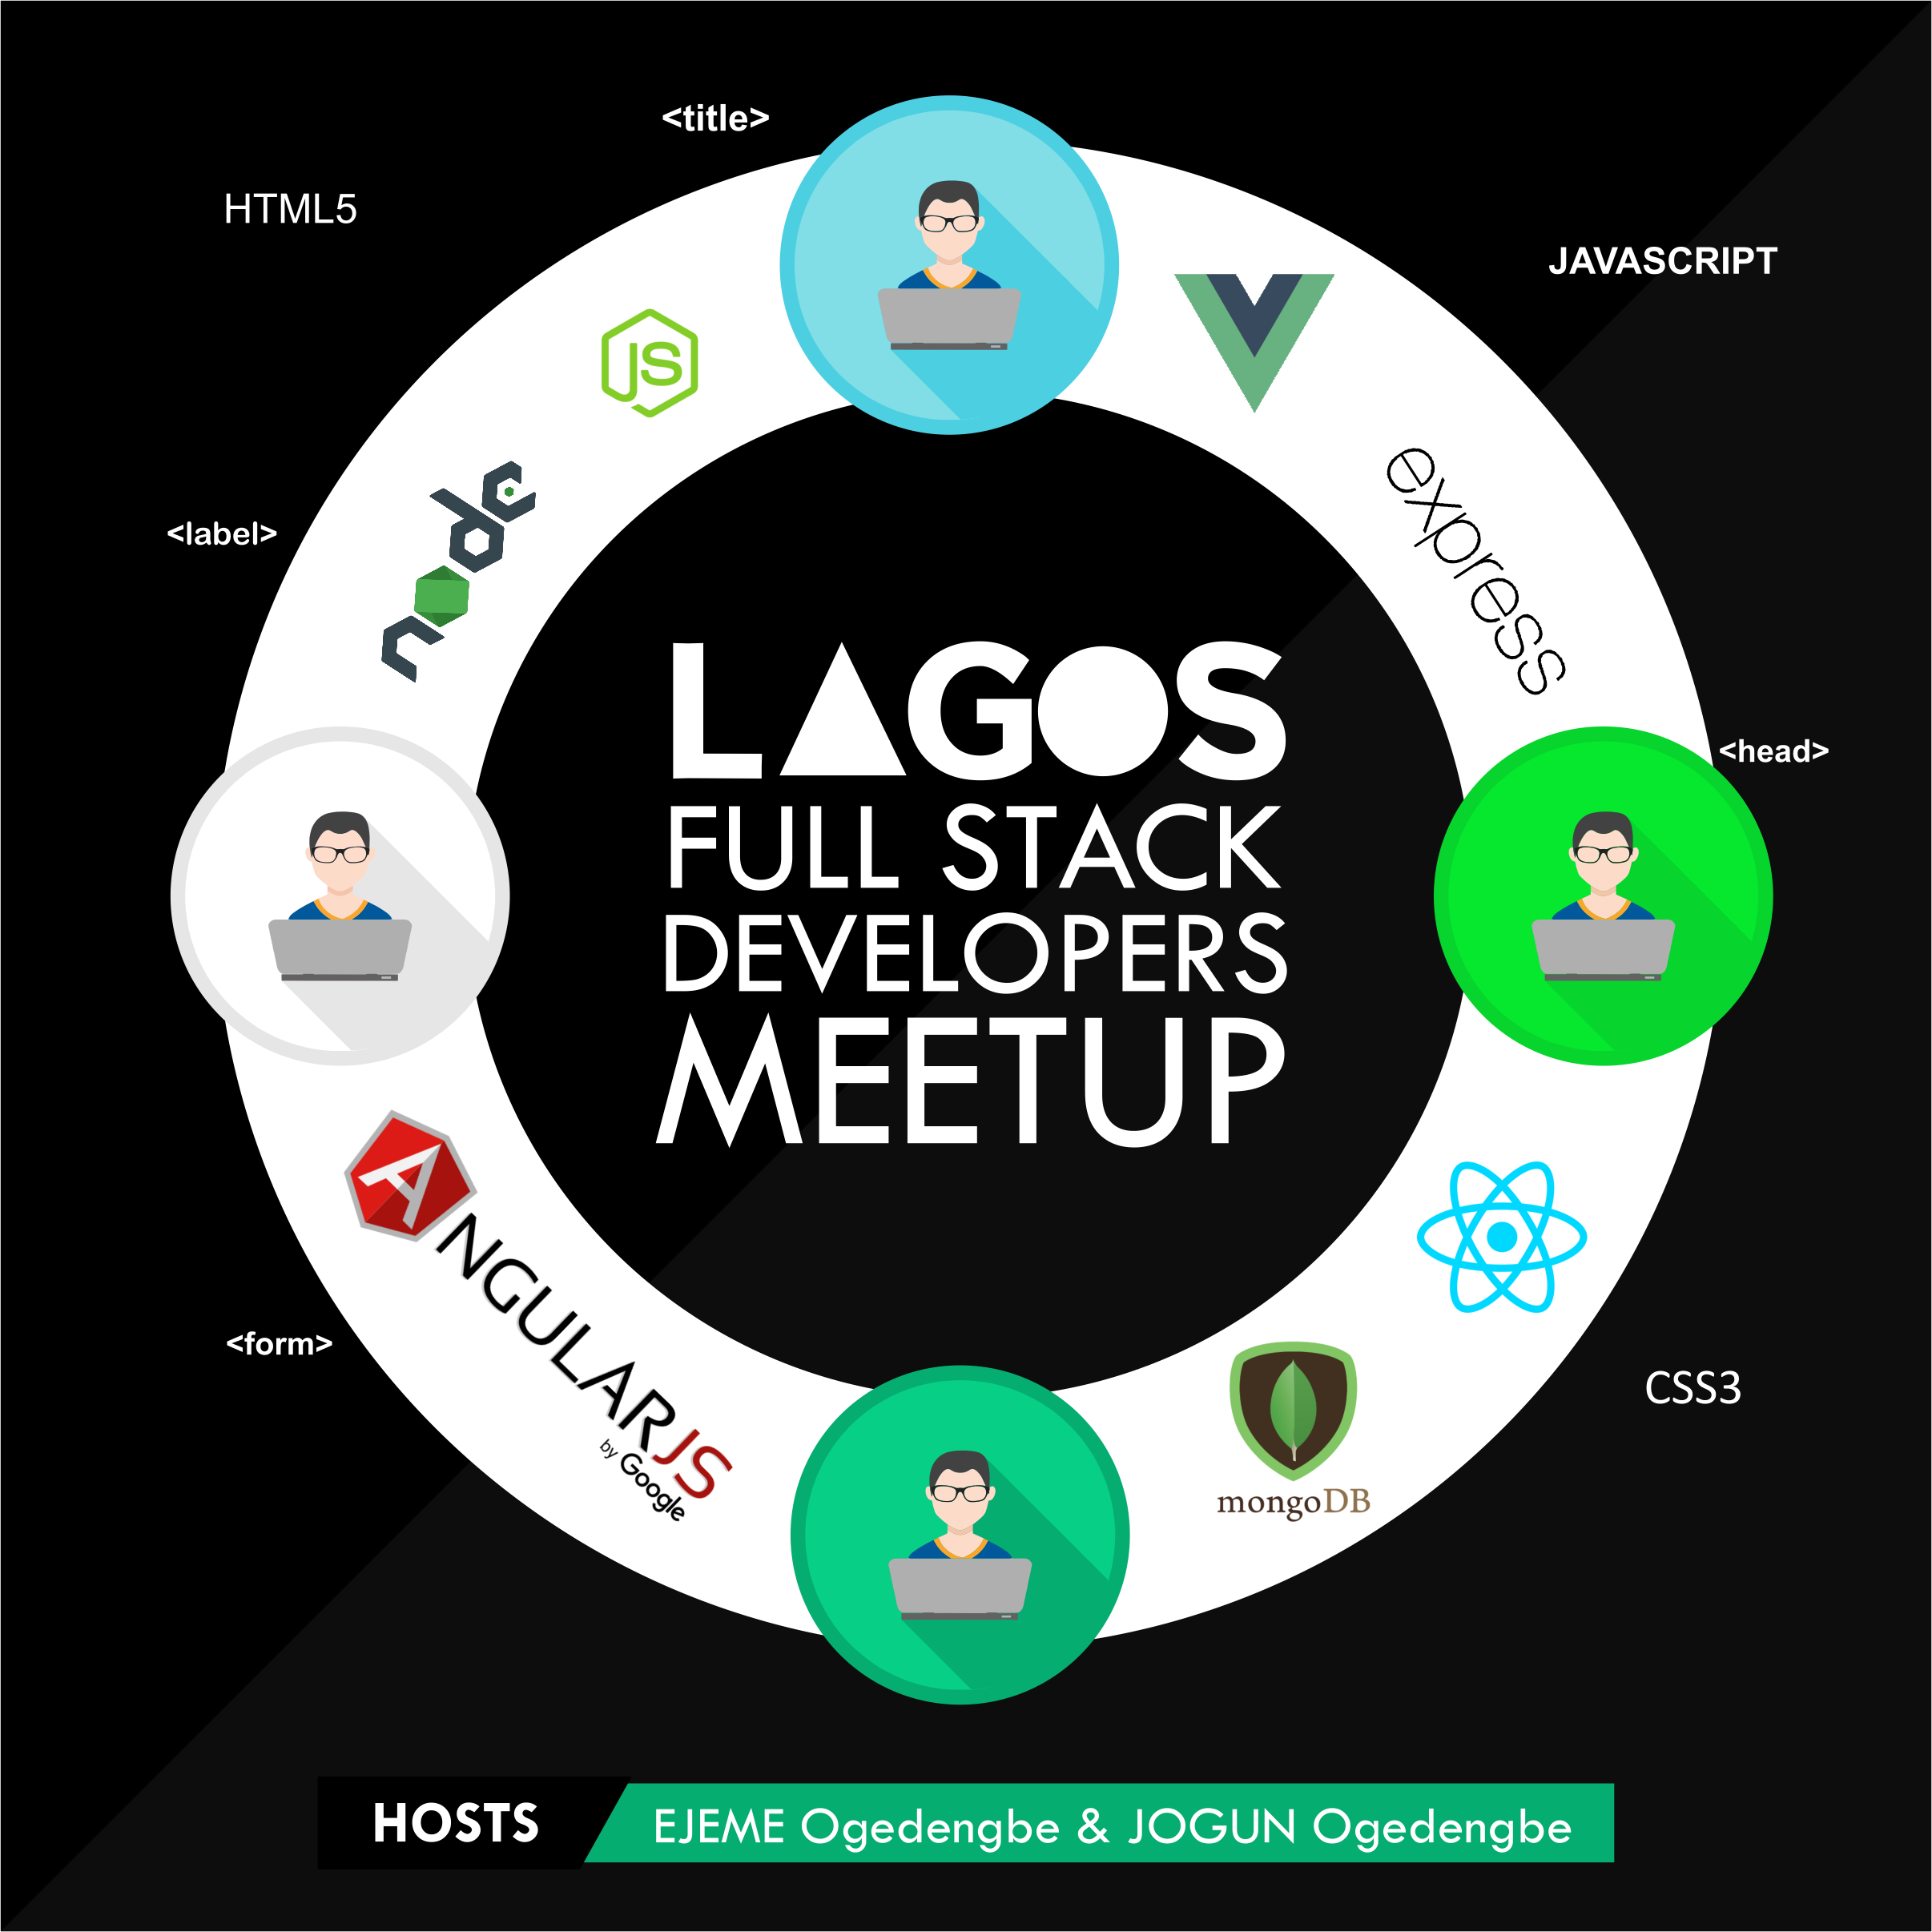 <title>
HTML5
JAVASCRIPT
JS
node
express
<label>
LAGOS
FULL STACK
DEVELOPERS
MEETUP
<head>
ANGULARJS
by Google
<form>
mongoDB
CSS3
HOSTS
EJEME Ogedengbe & JOGUN Ogedengbe